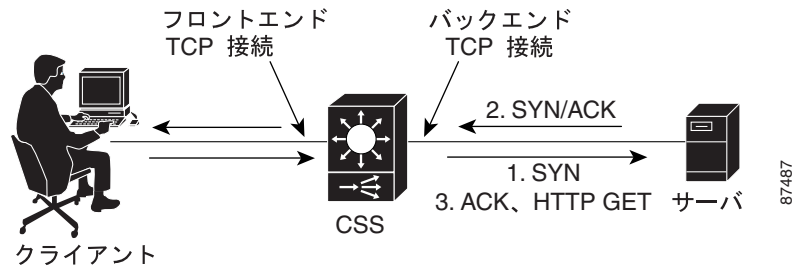 フロントエンド
TCP 接続
バックエンド
TCP 接続
2. SYN/ACK
1. SYN
3. ACK、HTTP GET
サーバ
CSS
クライアント
87487